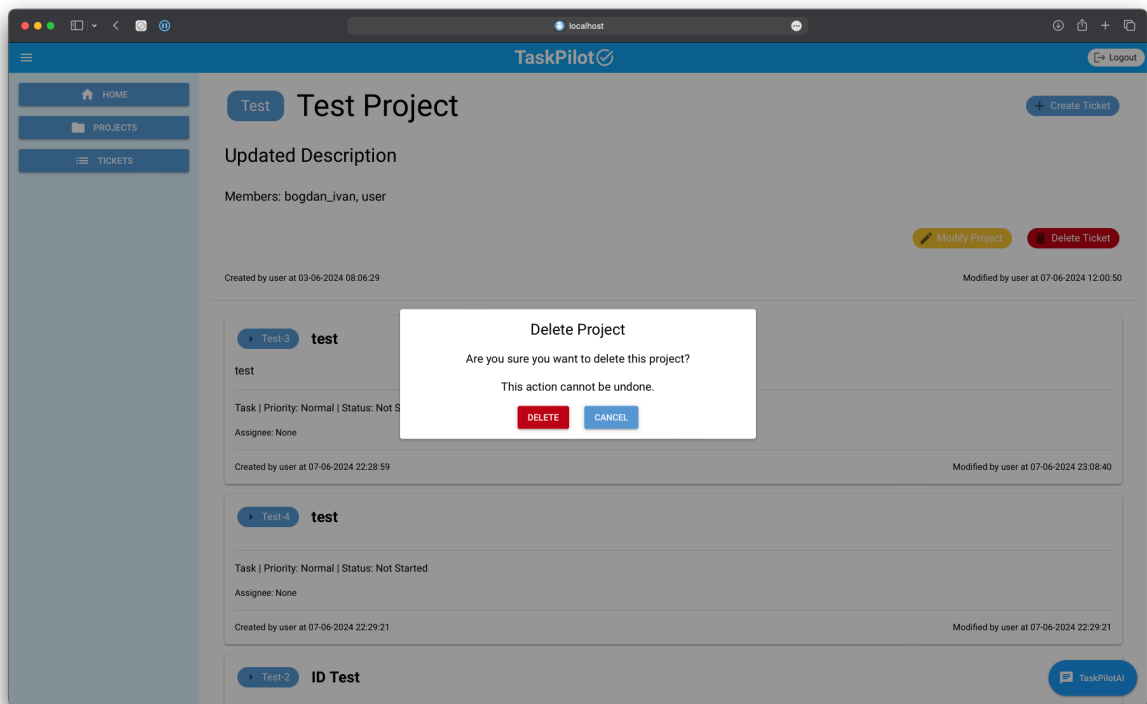 localhost
TaskPilot
Logout
HOME
PROJECTS
TICKETS
Test Test Project
Create Ticket
Updated Description
Members: bogdan_ivan, user
Modify Project Delete Ticket
Created by user at 03-06-2024 08:06:29 Modified by user at 07-06-2024 12:00:50
Delete Project
Are you sure you want to delete this project?
This action cannot be undone.
DELETE CANCEL
Test-3 test
test
Task | Priority: Normal | Status: Not S
Assignee: None
Created by user at 07-06-2024 22:28:59 Modified by user at 07-06-2024 23:08:40
Test-4 test
Task | Priority: Normal | Status: Not Started
Assignee: None
Created by user at 07-06-2024 22:29:21 Modified by user at 07-06-2024 22:29:21
Test-2 ID Test
TaskPilotAI